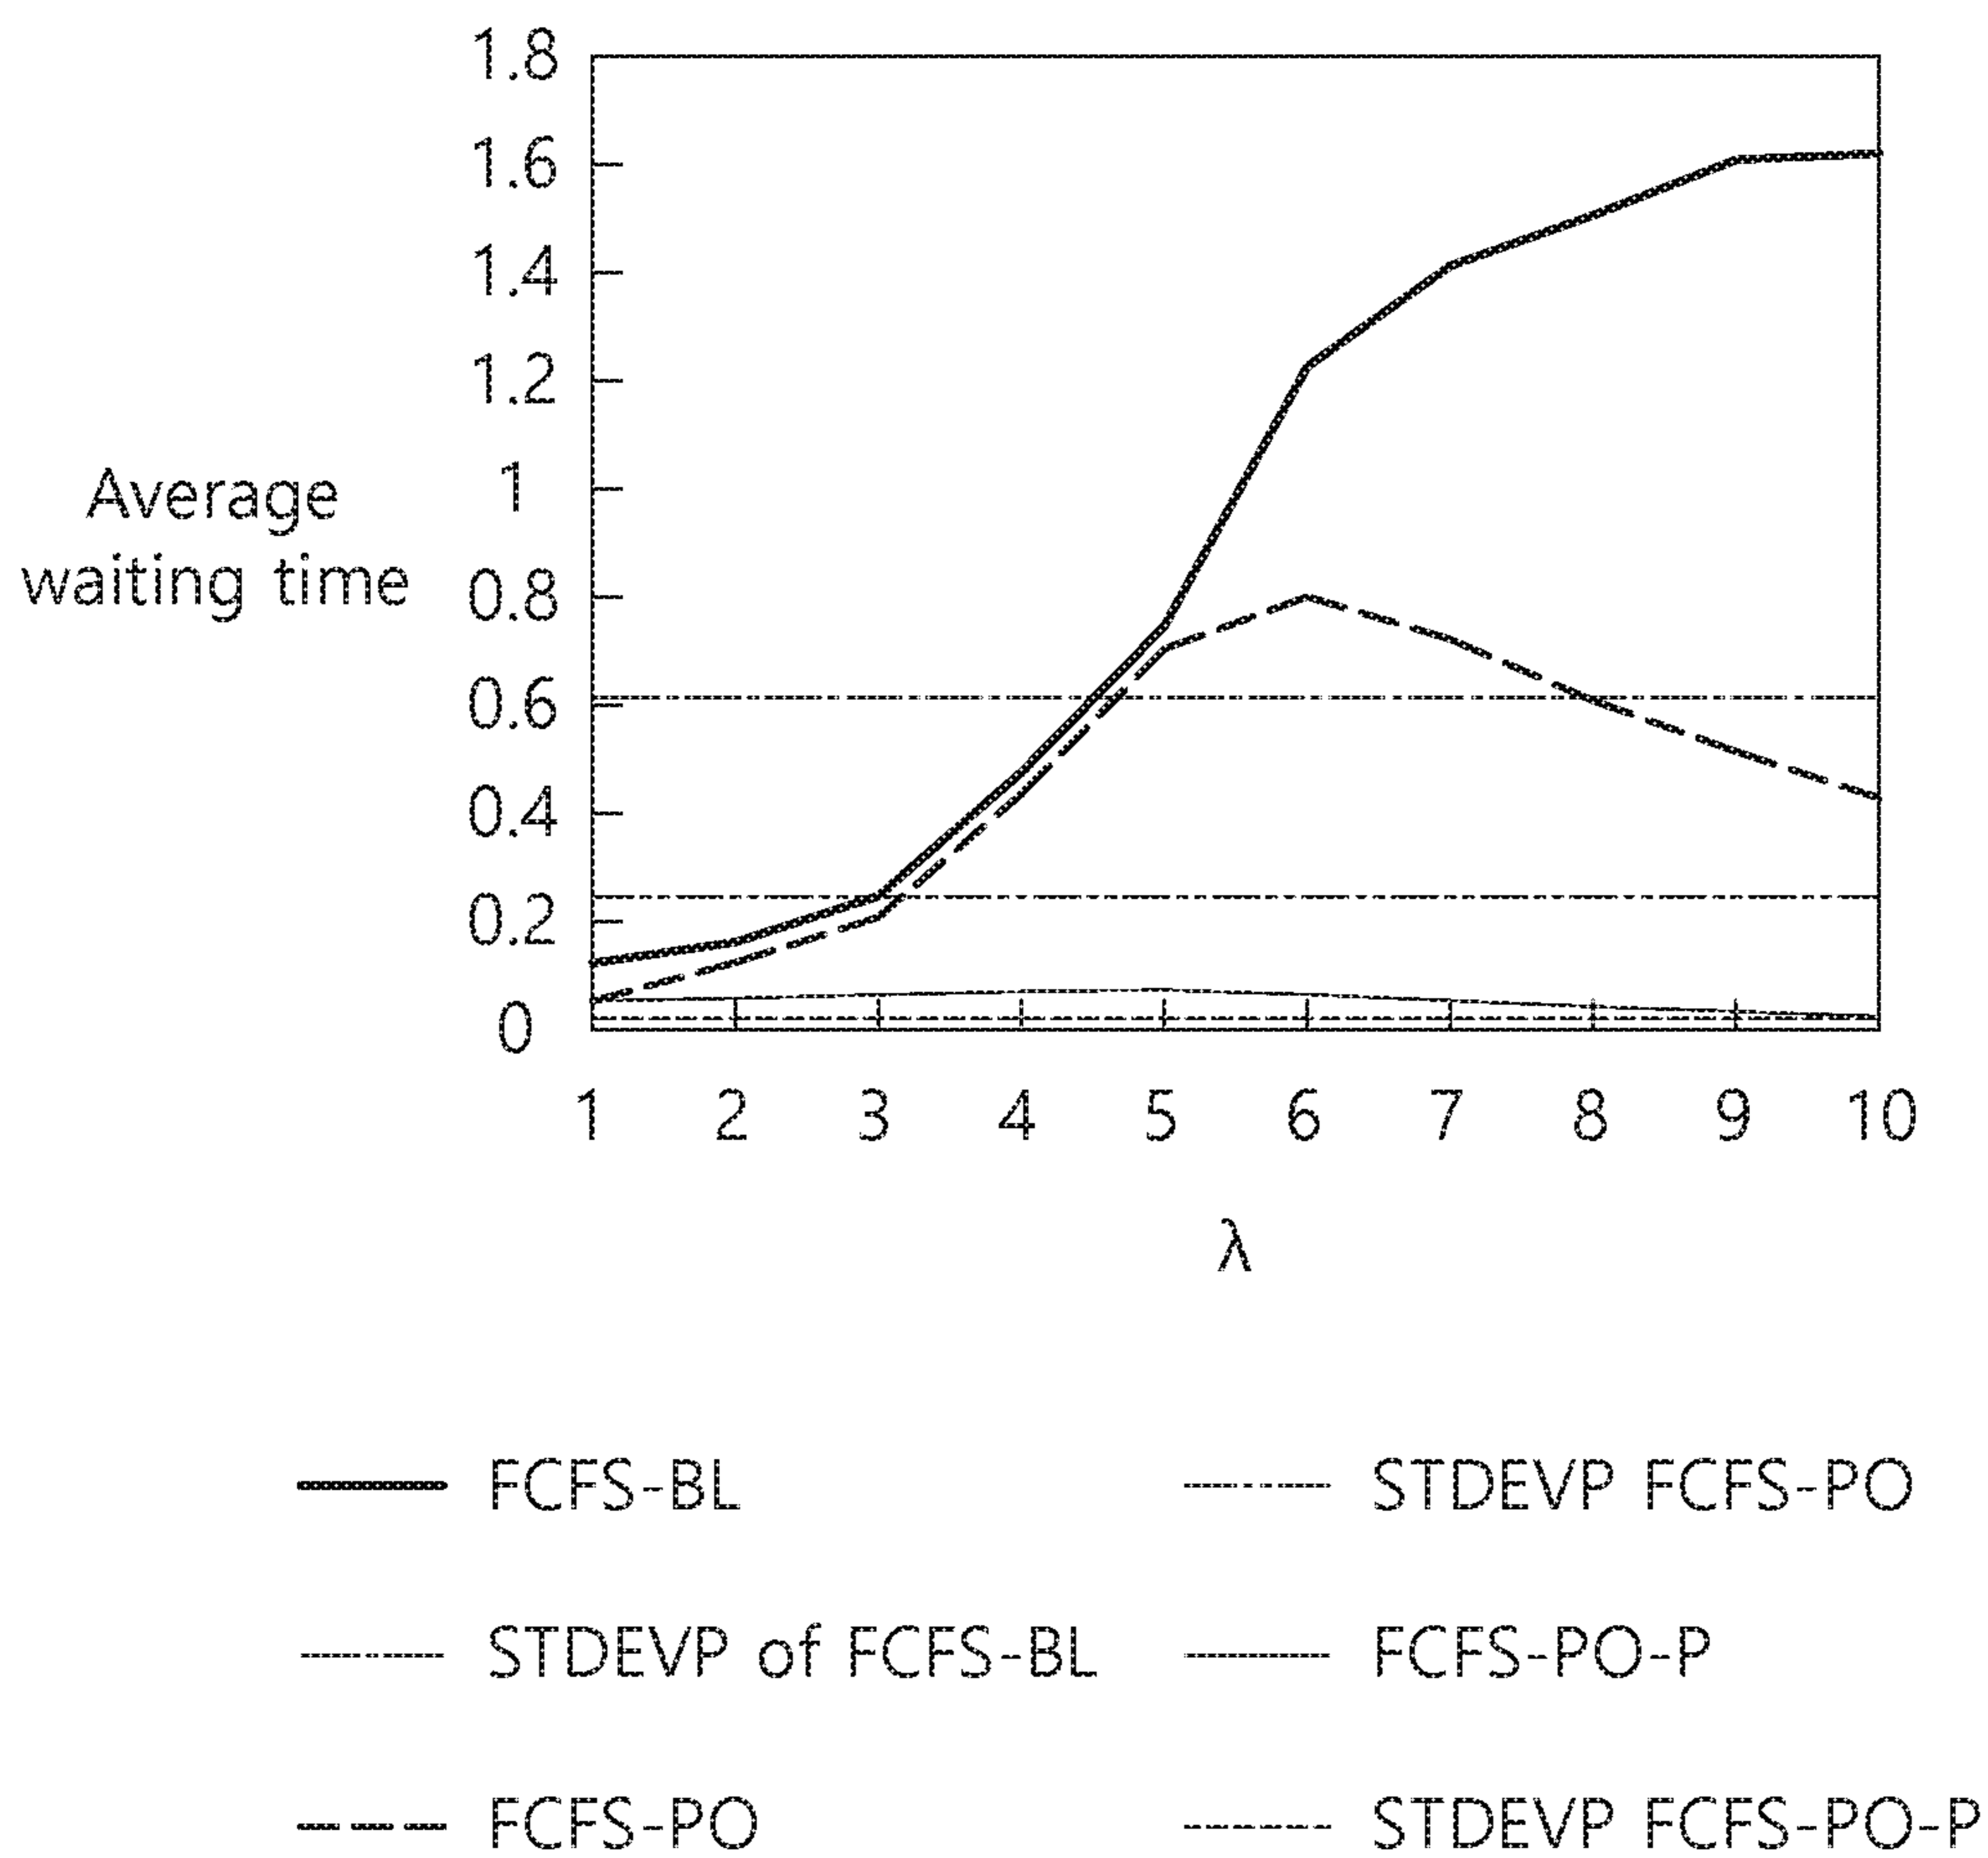 1.8
1.6
1.4
1.2
1
0.8
0.6
0.4
0.2
0
Average
waiting time
1 2 3 4 5 6 7 8 9 10
λ
FCFS-BL
STDEVP FCFS-PO
STDEVP of FCFS-BL
FCFS-PO-P
FCFS-PO
STDEVP FCFS-PO-P